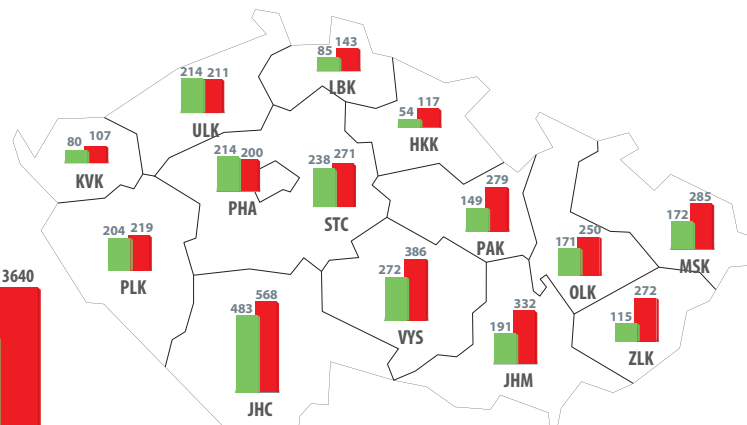 85 143
LBK
214 211
ULK
54 117
HKK
80 107
KVK
214 200
PHA
238 271
STC
149 279
PAK
172 285
MSK
204 219
PLK
171 250
OLK
272 386
VYS
3640
483 568
JHC
191 332
JHM
115 272
ZLK